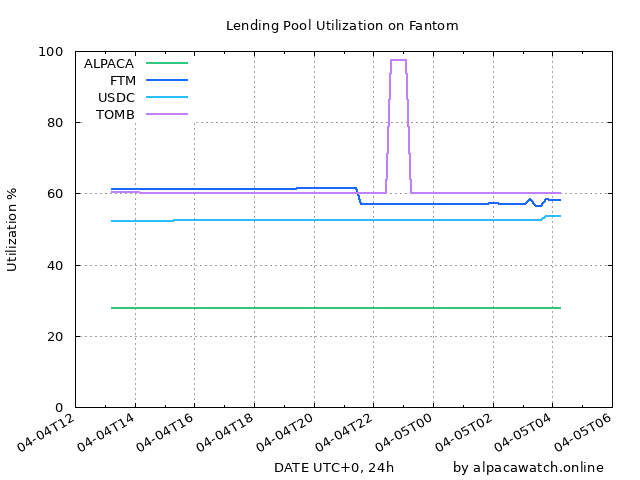 Lending Pool Utilization on Fantom
100
80
60
40
20
0
Utilization %
ALPACA
FTM
USDC
TOMB
04-04T12
04-04T14
04-04T16
04-04T18
04-04T20
04-04T22
04-05T00
04-05T02
04-05T04
04-05T06
DATE UTC+0, 24h
by alpacawatch.online